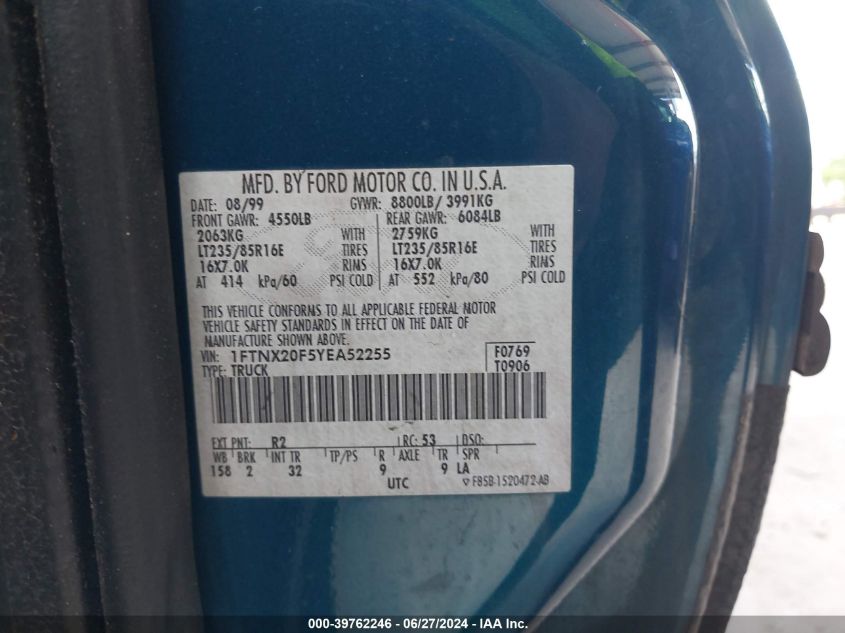 MFD. BY FORD MOTOR CO. IN U.S.A.
DATE: 08/99 GVWR: 8800LB/ 3991KG
FRONT GAWR: 4550LB REAR GAWR: 6084LB
2063KG WITH 2759KG WITH
LT235/85R16E TIRES LT235/85R16E TIRES
16X7.0K RIMS 16X7.0K RIMS
AT 414 kPa/60 PSI COLD AT 552 kPa/80 PSI COLD
THIS VEHICLE CONFORMS TO ALL APPLICABLE FEDERAL MOTOR
VEHICLE SAFETY STANDARDS IN EFFECT ON THE DATE OF
MANUFACTURE SHOWN ABOVE.
VIN: 1FTNX20F5YEA52255 F0769
TYPE: TRUCK T0906
EXT PNT: R2 RC: 53 DSO:
WB BRK INT TR TP/PS R AXLE TR SPR
158 2 32 9 9 LA
UTC F85B-1520472-AB
000-39762246 - 06/27/2024 - IAAI.com